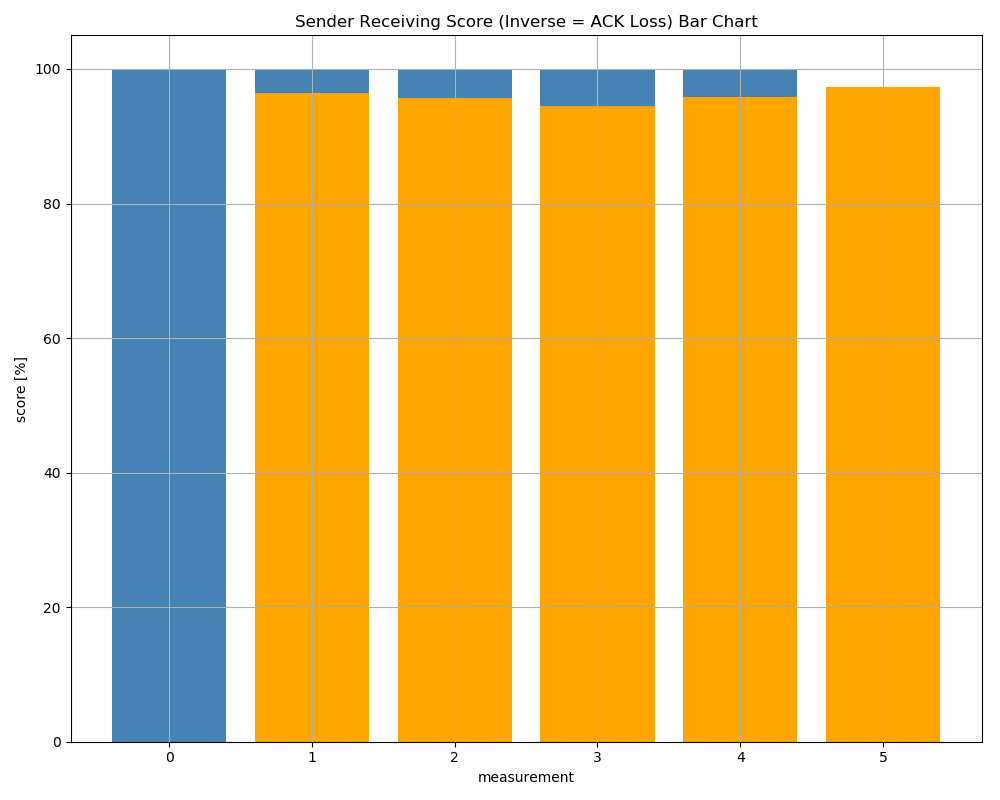 Sender Receiving Score (Inverse = ACK Loss) Bar Chart
100
80
60
40
20
0
score [%]
0 1 2 3 4 5
measurement